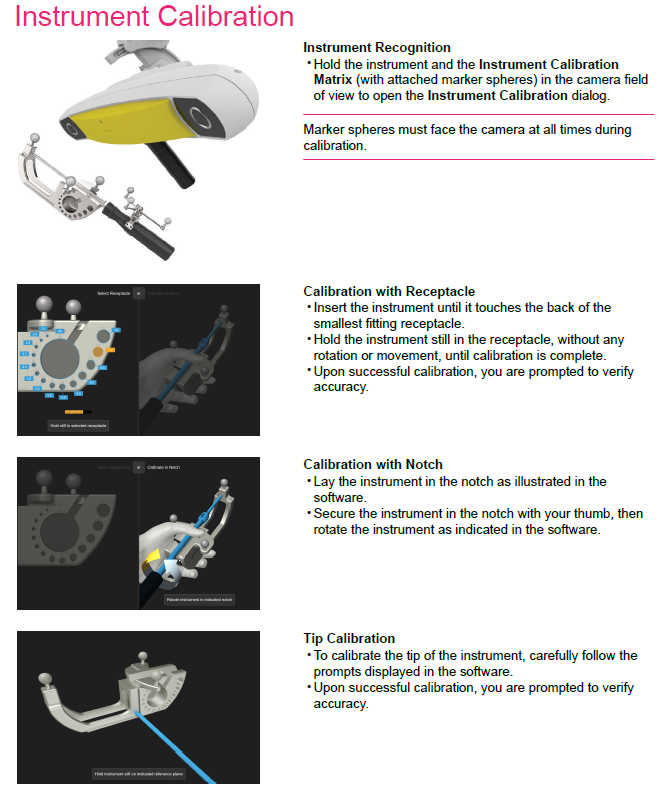 Instrument Calibration
Instrument Recognition
• Hold the instrument and the Instrument Calibration
Matrix (with attached marker spheres) in the camera field
of view to open the Instrument Calibration dialog.
Marker spheres must face the camera at all times during
calibration.
Select Receptacle
Calibration with Receptacle
• Insert the instrument until it touches the back of the
smallest fitting receptacle.
• Hold the instrument still in the receptacle, without any
rotation or movement, until calibration is complete.
• Upon successful calibration, you are prompted to verify
accuracy.
Hold still in selected receptacle
Select Receptacle or Calibrate in Notch
Calibration with Notch
• Lay the instrument in the notch as illustrated in the
software.
• Secure the instrument in the notch with your thumb, then
rotate the instrument as indicated in the software.
Rotate instrument in indicated notch
Tip Calibration
• To calibrate the tip of the instrument, carefully follow the
prompts displayed in the software.
• Upon successful calibration, you are prompted to verify
accuracy.
Hold instrument still on indicated reference plane